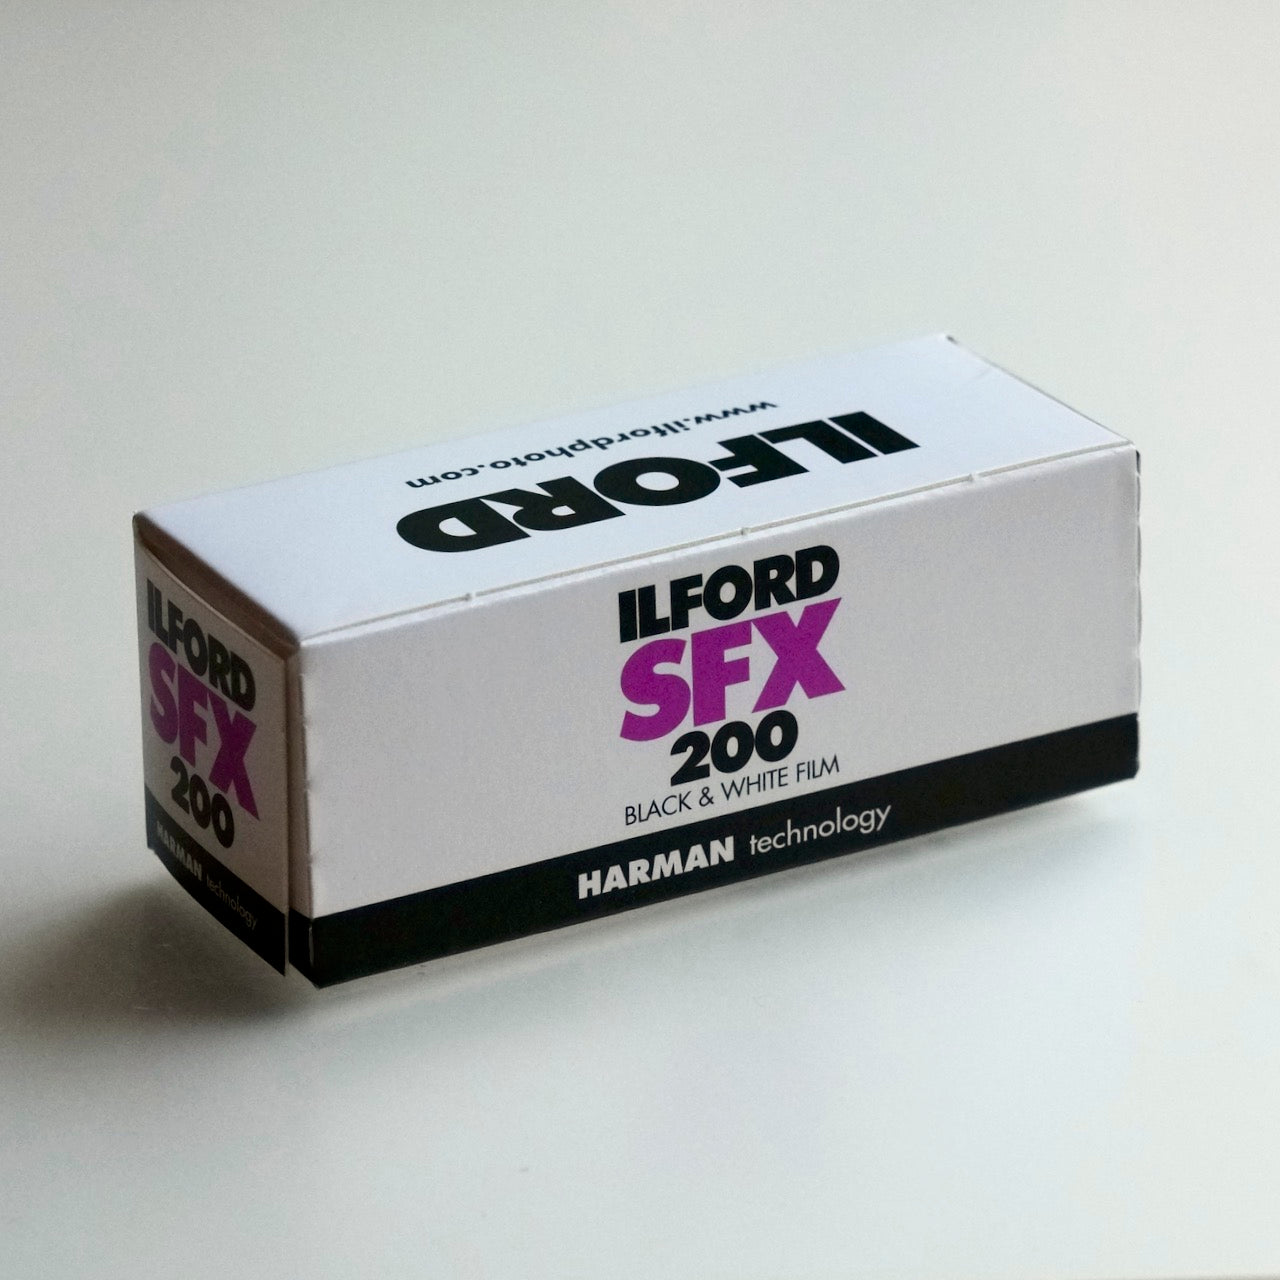 www.ilfordphoto.com
ILFORD
ILFORD
SFX
200
BLACK & WHITE FILM
HARMAN technology
ILFORD
SFX
200
HARMAN technology